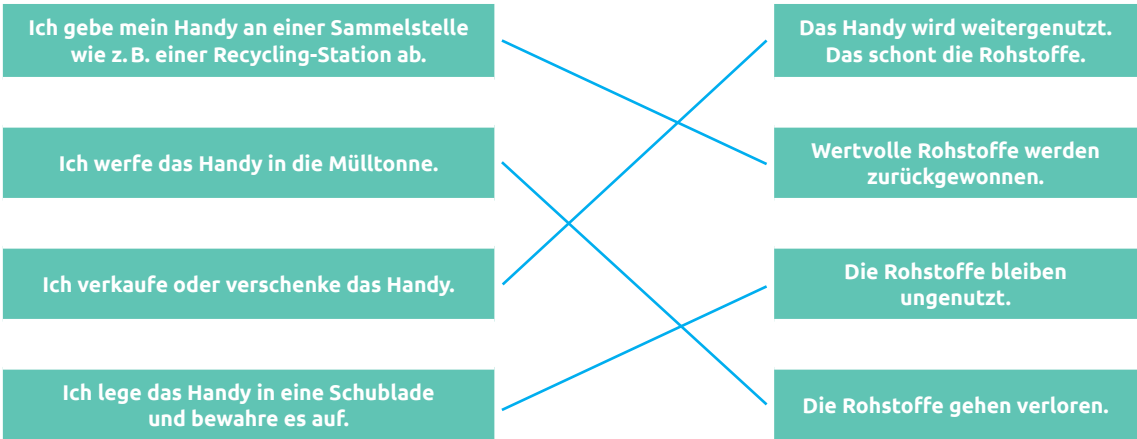 Ich gebe mein Handy an einer Sammelstelle
wie z. B. einer Recycling-Station ab.
Das Handy wird weitergenutzt.
Das schont die Rohstoffe.
Ich werfe das Handy in die Mülltonne.
Wertvolle Rohstoffe werden
zurückgewonnen.
Ich verkaufe oder verschenke das Handy.
Die Rohstoffe bleiben
ungenutzt.
Ich lege das Handy in eine Schublade
und bewahre es auf.
Die Rohstoffe gehen verloren.